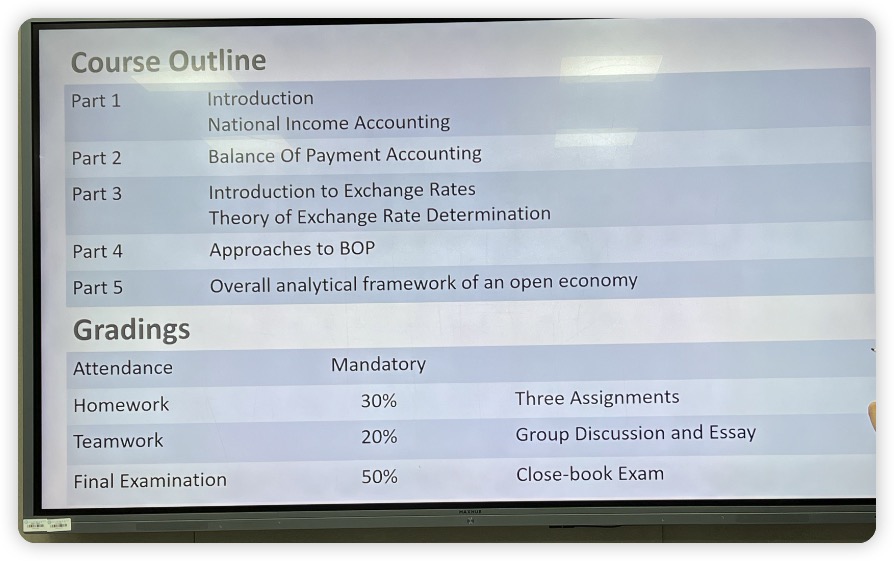 Course Outline
Part 1 Introduction
National Income Accounting
Part 2 Balance Of Payment Accounting
Part 3 Introduction to Exchange Rates
Theory of Exchange Rate Determination
Part 4 Approaches to BOP
Part 5 Overall analytical framework of an open economy
Gradings
Attendance Mandatory
Homework 30% Three Assignments
Teamwork 20% Group Discussion and Essay
Final Examination 50% Close-book Exam
MAXHUB